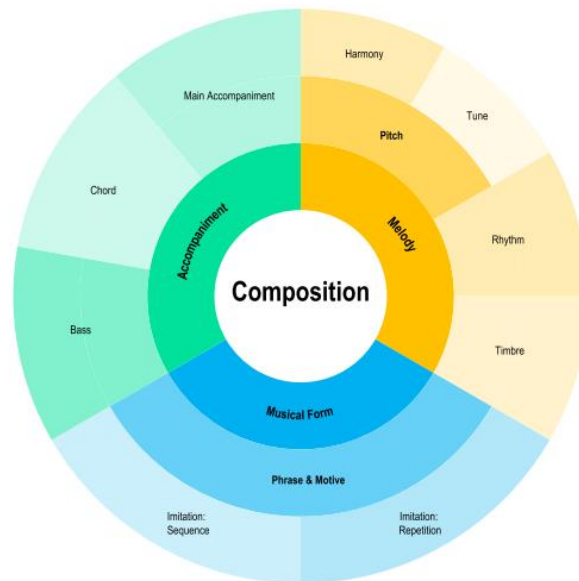 Harmony
Main Accompaniment
Tune
Pitch
Chord
Accompaniment
Melody
Rhythm
Composition
Bass
Timbre
Musical Form
Phrase & Motive
Imitation:
Sequence
Imitation:
Repetition